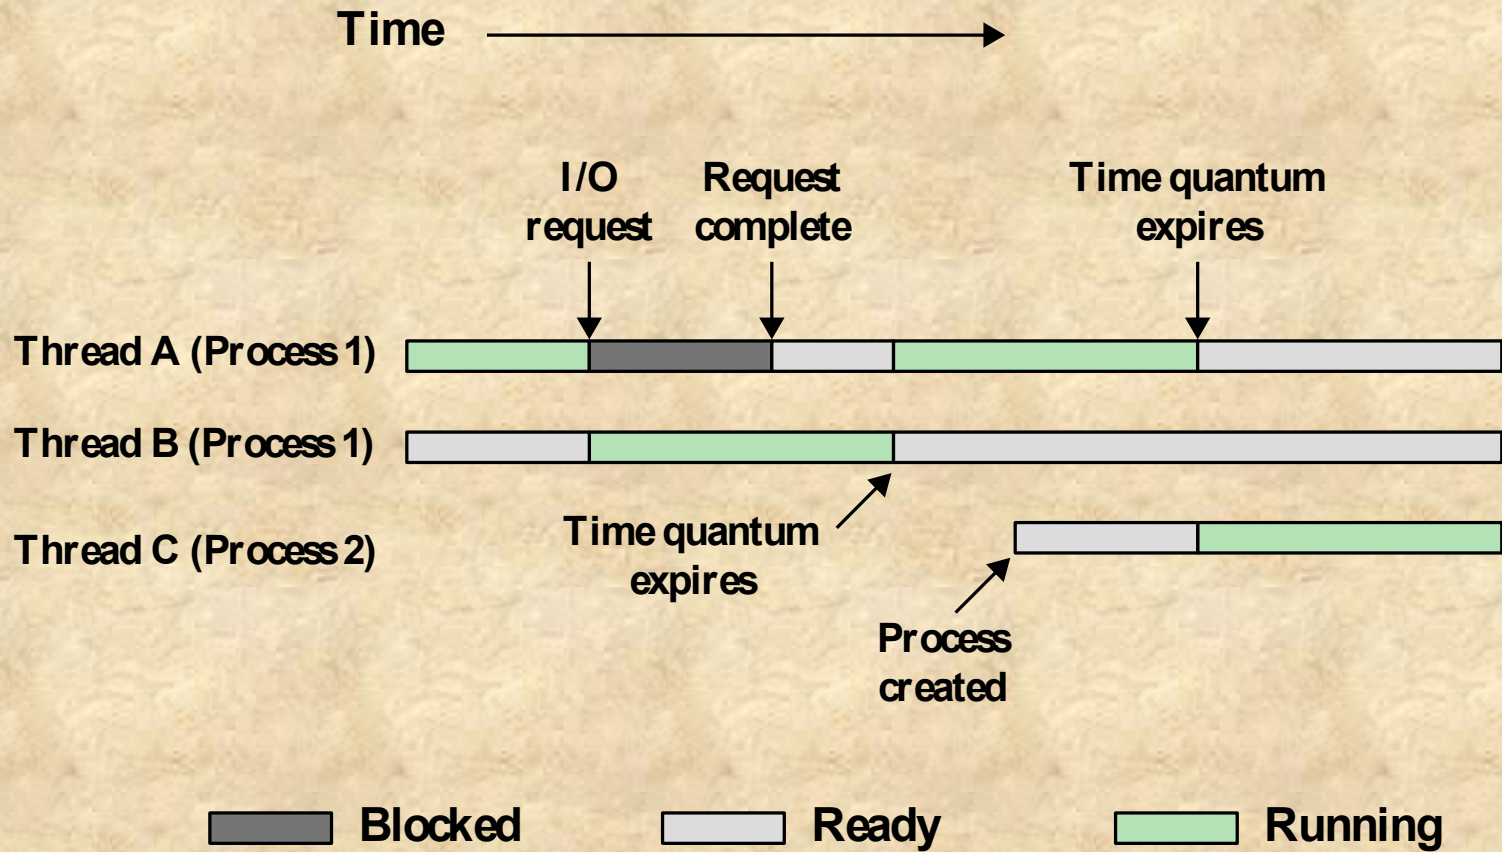 Time
I/O
request
Request
complete
Time quantum
expires
Thread A (Process 1)
Thread B (Process 1)
Thread C (Process 2)
Time quantum
expires
Process
created
Blocked
Ready
Running